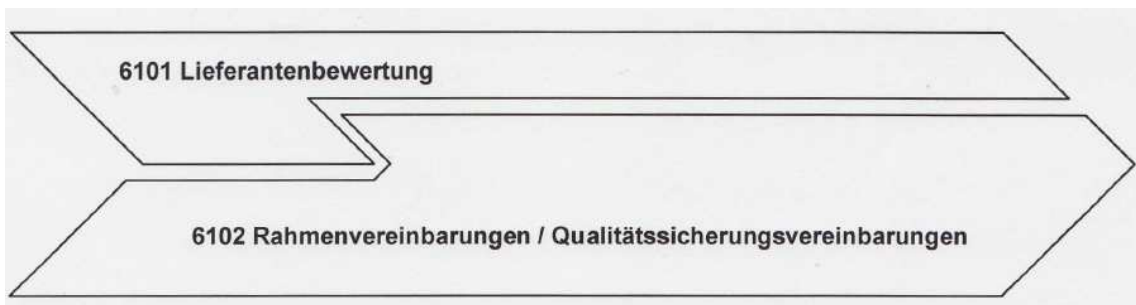 6101 Lieferantenbewertung
6102 Rahmenvereinbarungen / Qualitätssicherungsvereinbarungen